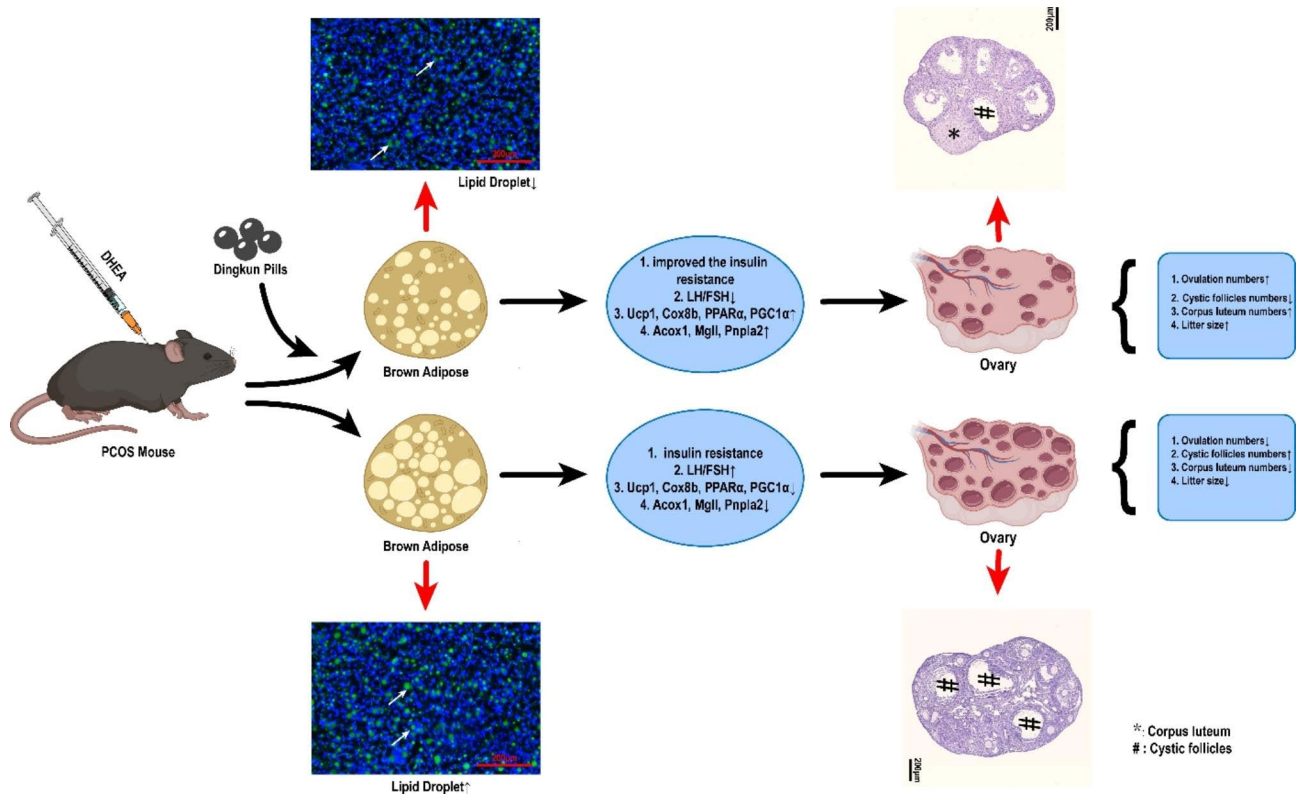 200μm
#
*
200μm
Lipid Droplet↓
DHEA
Dingkun Pills
PCOS Mouse
Brown Adipose
1. improved the insulin
resistance
2. LH/FSH↓
3. Ucp1, Cox8b, PPARα, PGC1α↑
4. Acox1, Mgll, Pnpla2↑
Ovary
{
1. Ovulation numbers↑
2. Cystic follicles numbers↓
3. Corpus luteum numbers↑
4. Litter size↑
Brown Adipose
1. insulin resistance
2. LH/FSH↑
3. Ucp1, Cox8b, PPARα, PGC1α↓
4. Acox1, Mgll, Pnpla2↓
Ovary
{
1. Ovulation numbers↓
2. Cystic follicles numbers↑
3. Corpus luteum numbers↓
4. Litter size↓
200μm
Lipid Droplet↑
#
#
#
200μm
*: Corpus luteum
# : Cystic follicles